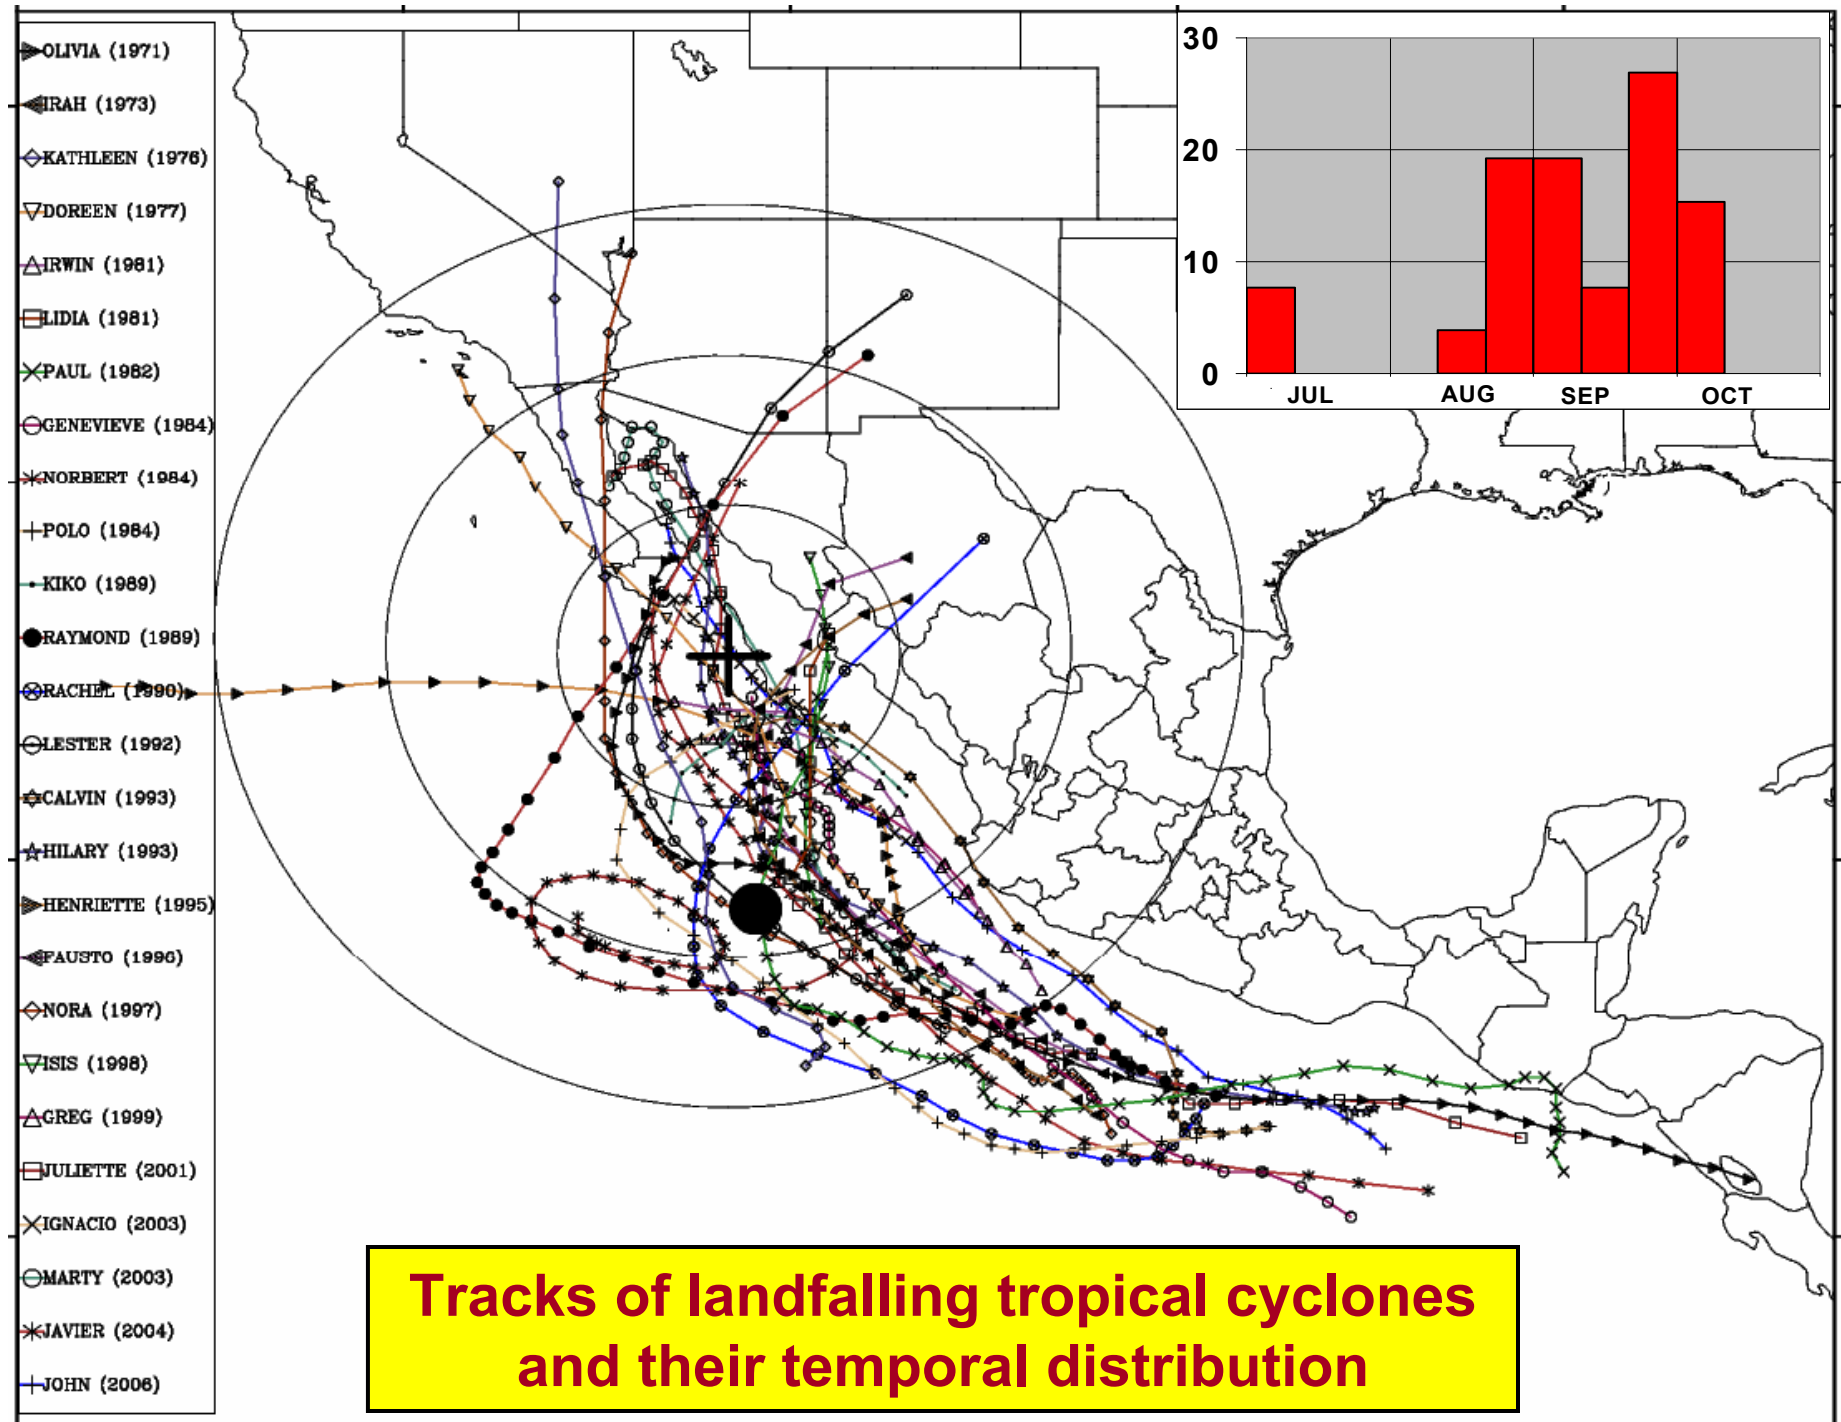 OLIVIA (1971)
IRAH (1973)
KATHLEEN (1976)
DOREEN (1977)
IRWIN (1981)
LIDIA (1981)
PAUL (1982)
GENEVIEVE (1984)
NORBERT (1984)
POLO (1984)
KIKO (1989)
RAYMOND (1989)
RACHEL (1990)
LESTER (1992)
CALVIN (1993)
HILARY (1993)
HENRIETTE (1995)
FAUSTO (1996)
NORA (1997)
ISIS (1998)
GREG (1999)
JULIETTE (2001)
IGNACIO (2003)
MARTY (2003)
JAVIER (2004)
JOHN (2006)
30
20
10
0
JUL AUG SEP OCT
Tracks of landfalling tropical cyclones
and their temporal distribution